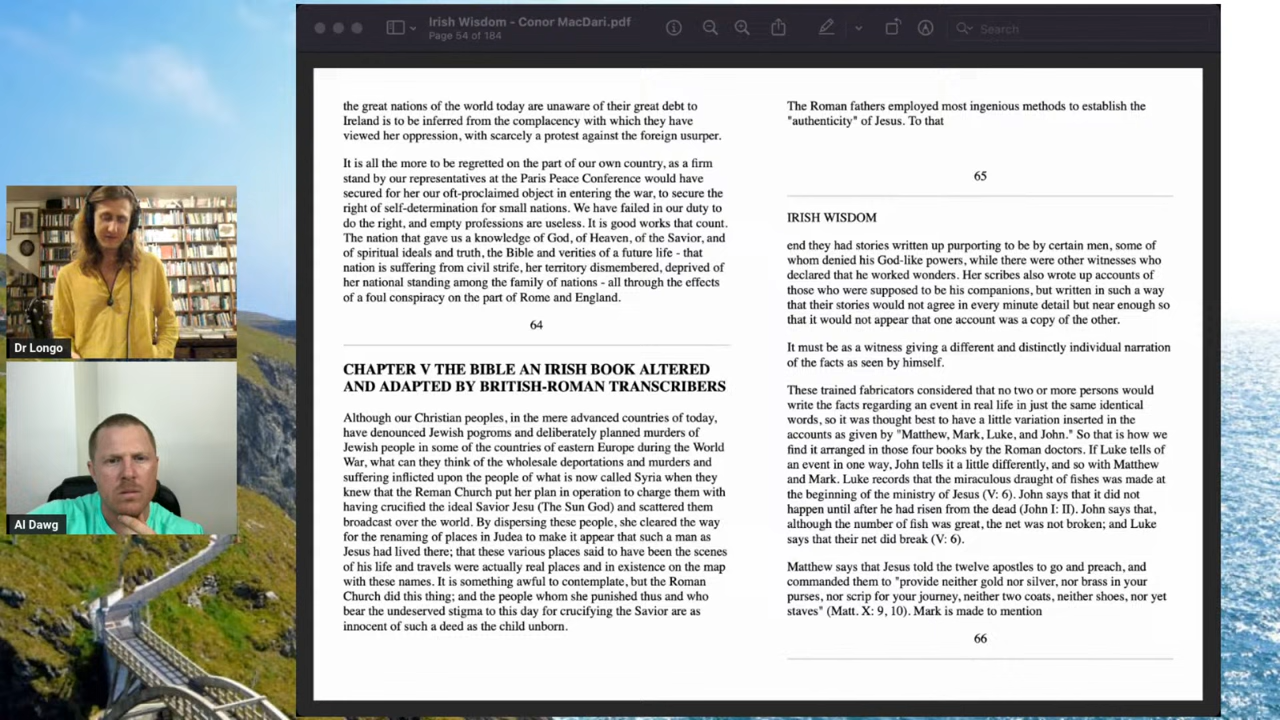 Irish Wisdom - Conor MacDari.pdf
Page 54 of 184
Search
the great nations of the world today are unaware of their great debt to
Ireland is to be inferred from the complacency with which they have
viewed her oppression, with scarcely a protest against the foreign usurper.
It is all the more to be regretted on the part of our own country, as a firm
stand by our representatives at the Paris Peace Conference would have
secured for her our oft-proclaimed object in entering the war, to secure the
right of self-determination for small nations. We have failed in our duty to
do the right, and empty professions are useless. It is good works that count.
The nation that gave us a knowledge of God, of Heaven, of the Savior, and
of spiritual ideals and truth, the Bible and verities of a future life - that
nation is suffering from civil strife, her territory dismembered, deprived of
her national standing among the family of nations - all through the effects
of a foul conspiracy on the part of Rome and England.
64
CHAPTER V THE BIBLE AN IRISH BOOK ALTERED
AND ADAPTED BY BRITISH-ROMAN TRANSCRIBERS
Although our Christian peoples, in the mere advanced countries of today,
have denounced Jewish pogroms and deliberately planned murders of
Jewish people in some of the countries of eastern Europe during the World
War, what can they think of the wholesale deportations and murders and
suffering inflicted upon the people of what is now called Syria when they
knew that the Reman Church put her plan in operation to charge them with
having crucified the ideal Savior Jesu (The Sun God) and scattered them
broadcast over the world. By dispersing these people, she cleared the way
for the renaming of places in Judea to make it appear that such a man as
Jesus had lived there; that these various places said to have been the scenes
of his life and travels were actually real places and in existence on the map
with these names. It is something awful to contemplate, but the Roman
Church did this thing; and the people whom she punished thus and who
bear the undeserved stigma to this day for crucifying the Savior are as
innocent of such a deed as the child unborn.
The Roman fathers employed most ingenious methods to establish the
"authenticity" of Jesus. To that
65
IRISH WISDOM
end they had stories written up purporting to be by certain men, some of
whom denied his God-like powers, while there were other witnesses who
declared that he worked wonders. Her scribes also wrote up accounts of
those who were supposed to be his companions, but written in such a way
that their stories would not agree in every minute detail but near enough so
that it would not appear that one account was a copy of the other.
It must be as a witness giving a different and distinctly individual narration
of the facts as seen by himself.
These trained fabricators considered that no two or more persons would
write the facts regarding an event in real life in just the same identical
words, so it was thought best to have a little variation inserted in the
accounts as given by "Matthew, Mark, Luke, and John." So that is how we
find it arranged in those four books by the Roman doctors. If Luke tells of
an event in one way, John tells it a little differently, and so with Matthew
and Mark. Luke records that the miraculous draught of fishes was made at
the beginning of the ministry of Jesus (V: 6). John says that it did not
happen until after he had risen from the dead (John I: II). John says that,
although the number of fish was great, the net was not broken; and Luke
says that their net did break (V: 6).
Matthew says that Jesus told the twelve apostles to go and preach, and
commanded them to "provide neither gold nor silver, nor brass in your
purses, nor scrip for your journey, neither two coats, neither shoes, nor yet
staves" (Matt. X: 9, 10). Mark is made to mention
66
Dr Longo
Al Dawg